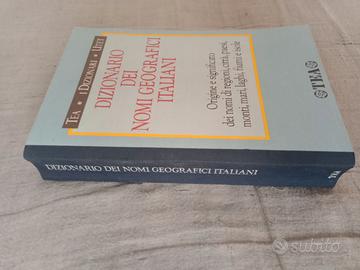 TEA • I DIZIONARI • UTET
DIZIONARIO
DEI
NOMI GEOGRAFICI
ITALIANI
Origine e significato
dei nomi di regioni, città, paesi,
monti, mari, laghi, fiumi e isole
TEA
DIZIONARIO DEI NOMI GEOGRAFICI ITALIANI
TEA
subito